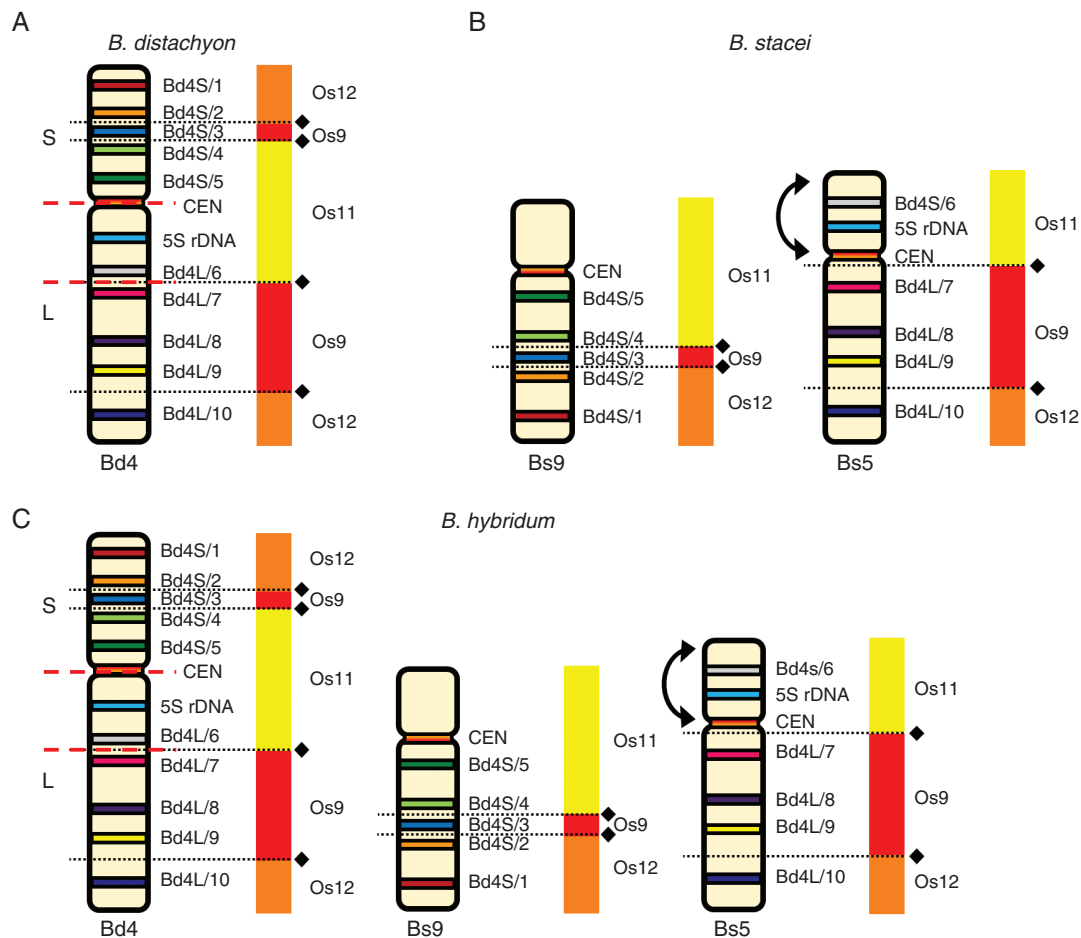 A
B. distachyon
Bd4S/1
Bd4S/2
Bd4S/3
Bd4S/4
Bd4S/5
CEN
5S rDNA
Bd4L/6
Bd4L/7
Bd4L/8
Bd4L/9
Bd4L/10
S
L
Os12
Os9
Os11
Os9
Os12
Bd4
B
B. stacei
CEN
Bd4S/5
Bd4S/4
Bd4S/3
Bd4S/2
Bd4S/1
Os11
Os9
Os12
Bs9
Bd4S/6
5S rDNA
CEN
Bd4L/7
Bd4L/8
Bd4L/9
Bd4L/10
Os11
Os9
Os12
Bs5
C
B. hybridum
Bd4S/1
Bd4S/2
Bd4S/3
Bd4S/4
Bd4S/5
CEN
5S rDNA
Bd4L/6
Bd4L/7
Bd4L/8
Bd4L/9
Bd4L/10
S
L
Os12
Os9
Os11
Os9
Os12
Bd4
CEN
Bd4S/5
Bd4S/4
Bd4S/3
Bd4S/2
Bd4S/1
Os11
Os9
Os12
Bs9
Bd4s/6
5S rDNA
CEN
Bd4L/7
Bd4L/8
Bd4L/9
Bd4L/10
Os11
Os9
Os12
Bs5